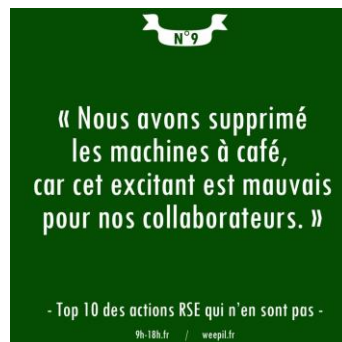 N°9
« Nous avons supprimé
les machines à café,
car cet excitant est mauvais
pour nos collaborateurs. »
- Top 10 des actions RSE qui n'en sont pas -
9h-18h.fr / weepil.fr